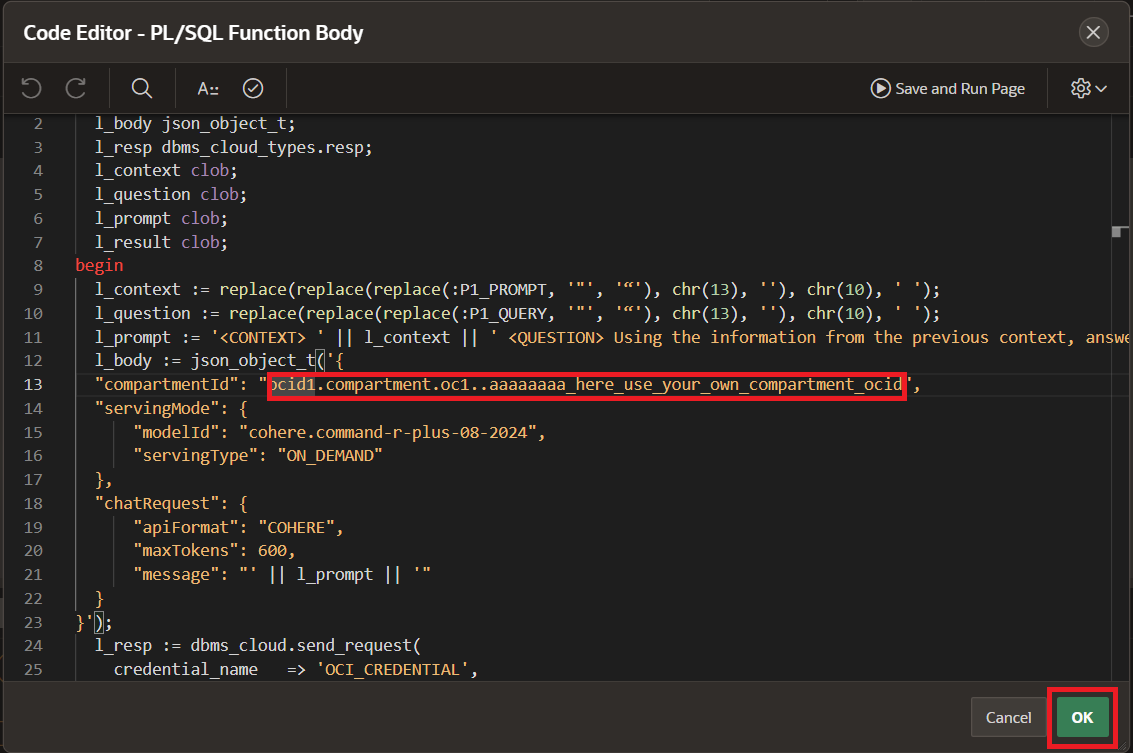 Code Editor - PL/SQL Function Body
Save and Run Page
2 l_body json_object_t;
3 l_resp dbms_cloud_types.resp;
4 l_context clob;
5 l_question clob;
6 l_prompt clob;
7 l_result clob;
8 begin
9 l_context := replace(replace(replace(:P1_PROMPT, '"', '“'), chr(13), ''), chr(10), ' ');
10 l_question := replace(replace(replace(:P1_QUERY, '"', '“'), chr(13), ''), chr(10), ' ');
11 l_prompt := '<CONTEXT> ' || l_context || ' <QUESTION> Using the information from the previous context, answe
12 l_body := json_object_t('{
13 "compartmentId": "ocid1.compartment.oc1..aaaaaaaa_here_use_your_own_compartment_ocid",
14 "servingMode": {
15 "modelId": "cohere.command-r-plus-08-2024",
16 "servingType": "ON_DEMAND"
17 },
18 "chatRequest": {
19 "apiFormat": "COHERE",
20 "maxTokens": 600,
21 "message": "' || l_prompt || '"
22 }
23 }');
24 l_resp := dbms_cloud.send_request(
25 credential_name => 'OCI_CREDENTIAL',
Cancel OK